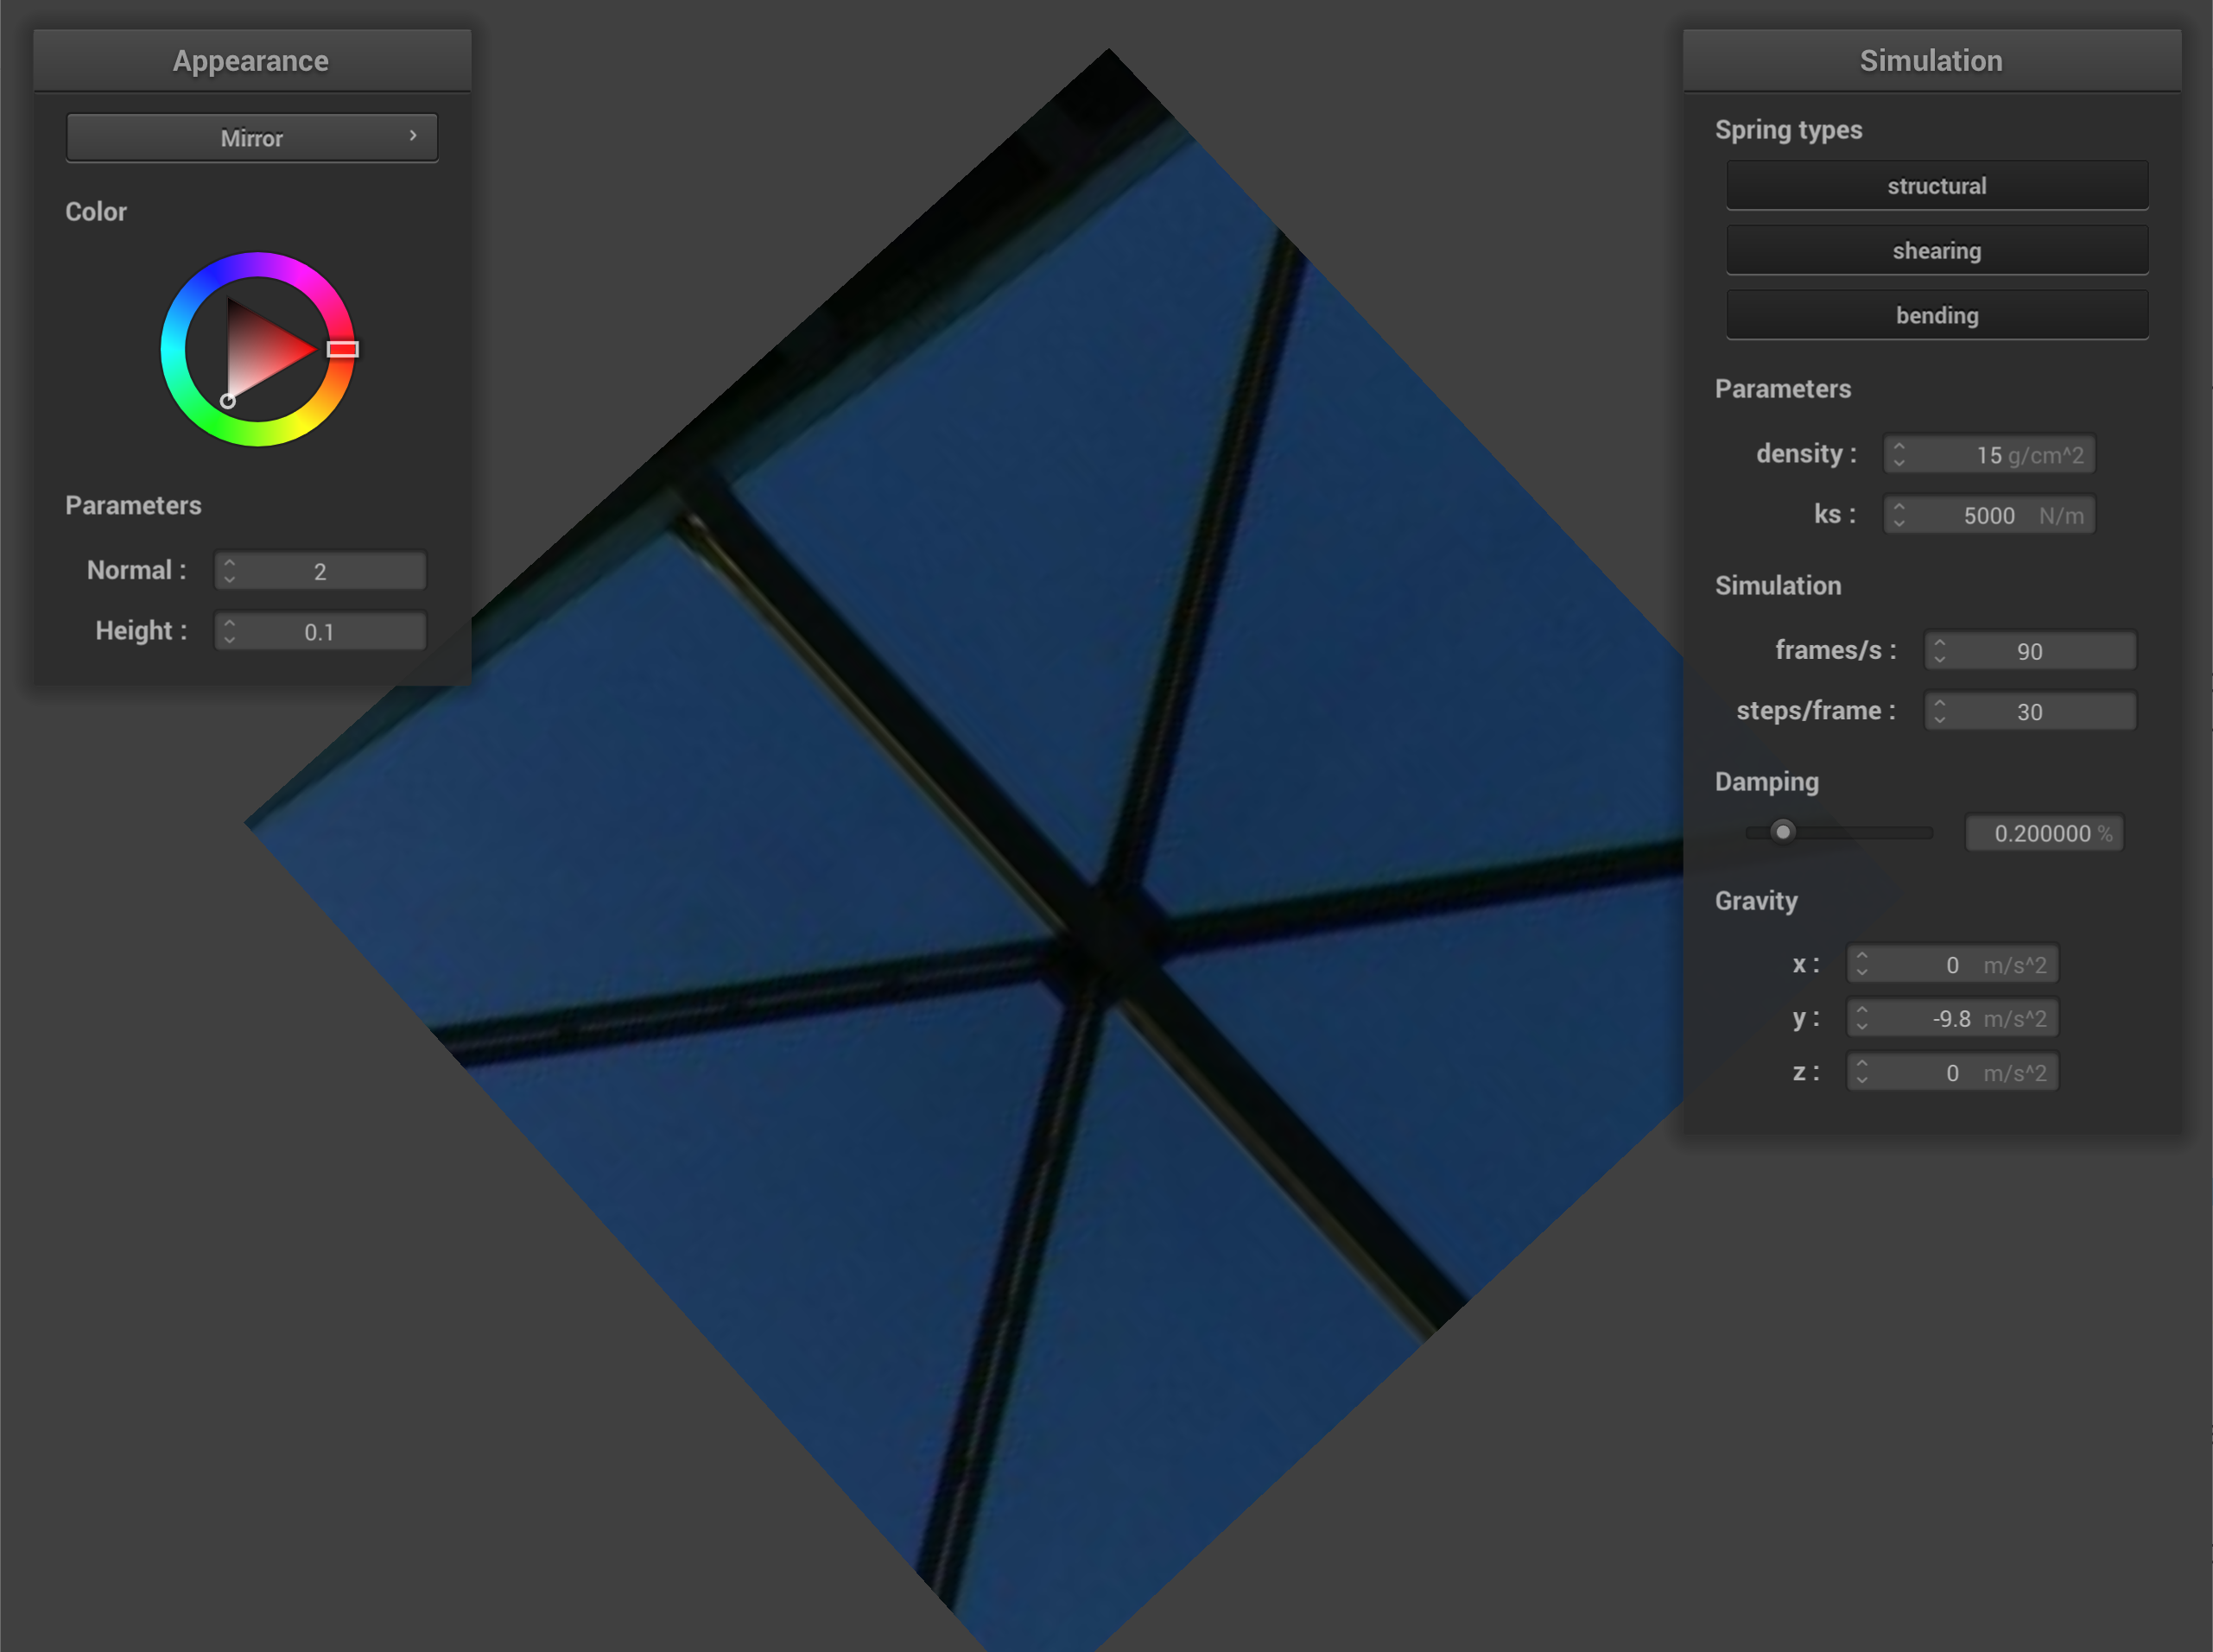 Appearance
Mirror
Color
Parameters
Normal : 2
Height : 0.1
Simulation
Spring types
structural
shearing
bending
Parameters
density : 15 g/cm^2
ks : 5000 N/m
Simulation
frames/s : 90
steps/frame : 30
Damping
0.200000 %
Gravity
x : 0 m/s^2
y : -9.8 m/s^2
z : 0 m/s^2